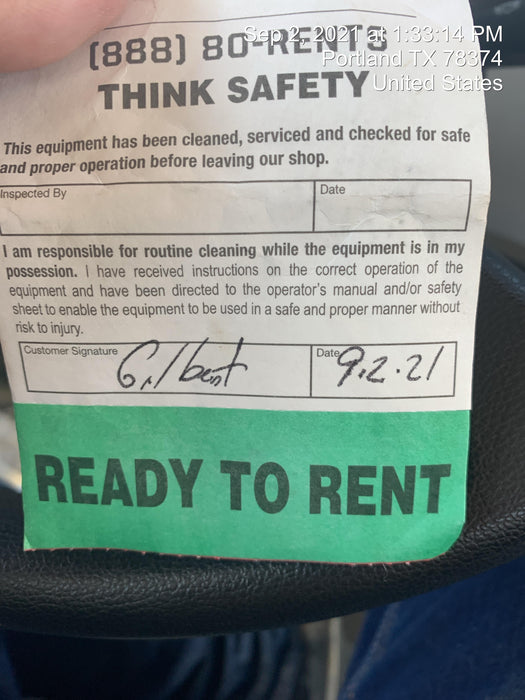 Sep 2, 2021 at 1:33:14 PM
Portland TX 78374
United States
(888) 80-RENTS
THINK SAFETY
This equipment has been cleaned, serviced and checked for safe
and proper operation before leaving our shop.
Inspected By Date
I am responsible for routine cleaning while the equipment is in my
possession. I have received instructions on the correct operation of the
equipment and have been directed to the operator's manual and/or safety
sheet to enable the equipment to be used in a safe and proper manner without
risk to injury.
Customer Signature Gilbert Date 9.2.21
READY TO RENT